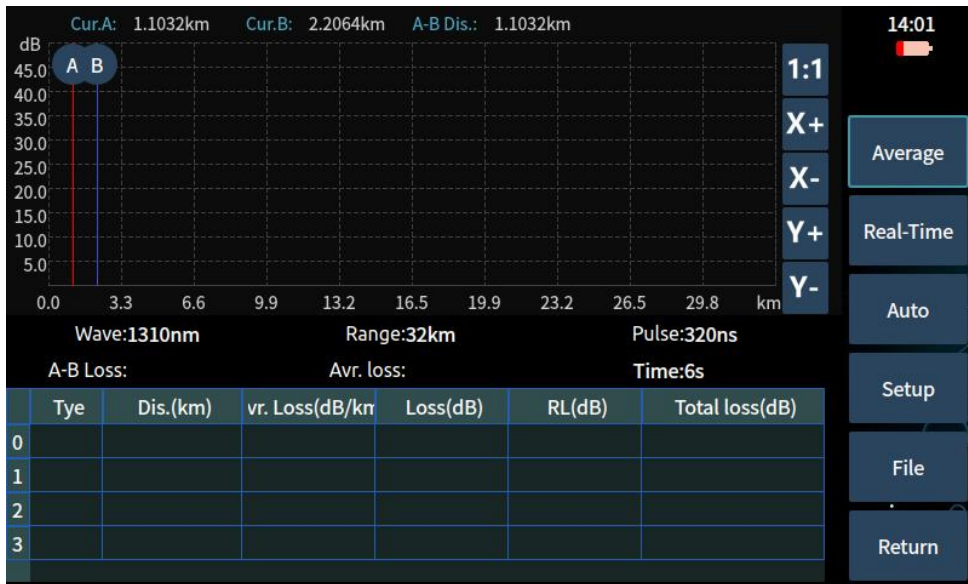 Cur.A: 1.1032km Cur.B: 2.2064km A-B Dis.: 1.1032km
14:01
dB
A B
45.0
40.0
35.0
30.0
25.0
20.0
15.0
10.0
5.0
0.0 3.3 6.6 9.9 13.2 16.5 19.9 23.2 26.5 29.8 km
1:1
X+
X-
Y+
Y-
Wave:1310nm Range:32km Pulse:320ns
A-B Loss: Avr. loss: Time:6s
Tye Dis.(km) vr. Loss(dB/km Loss(dB) RL(dB) Total loss(dB)
0
1
2
3
Average
Real-Time
Auto
Setup
File
Return